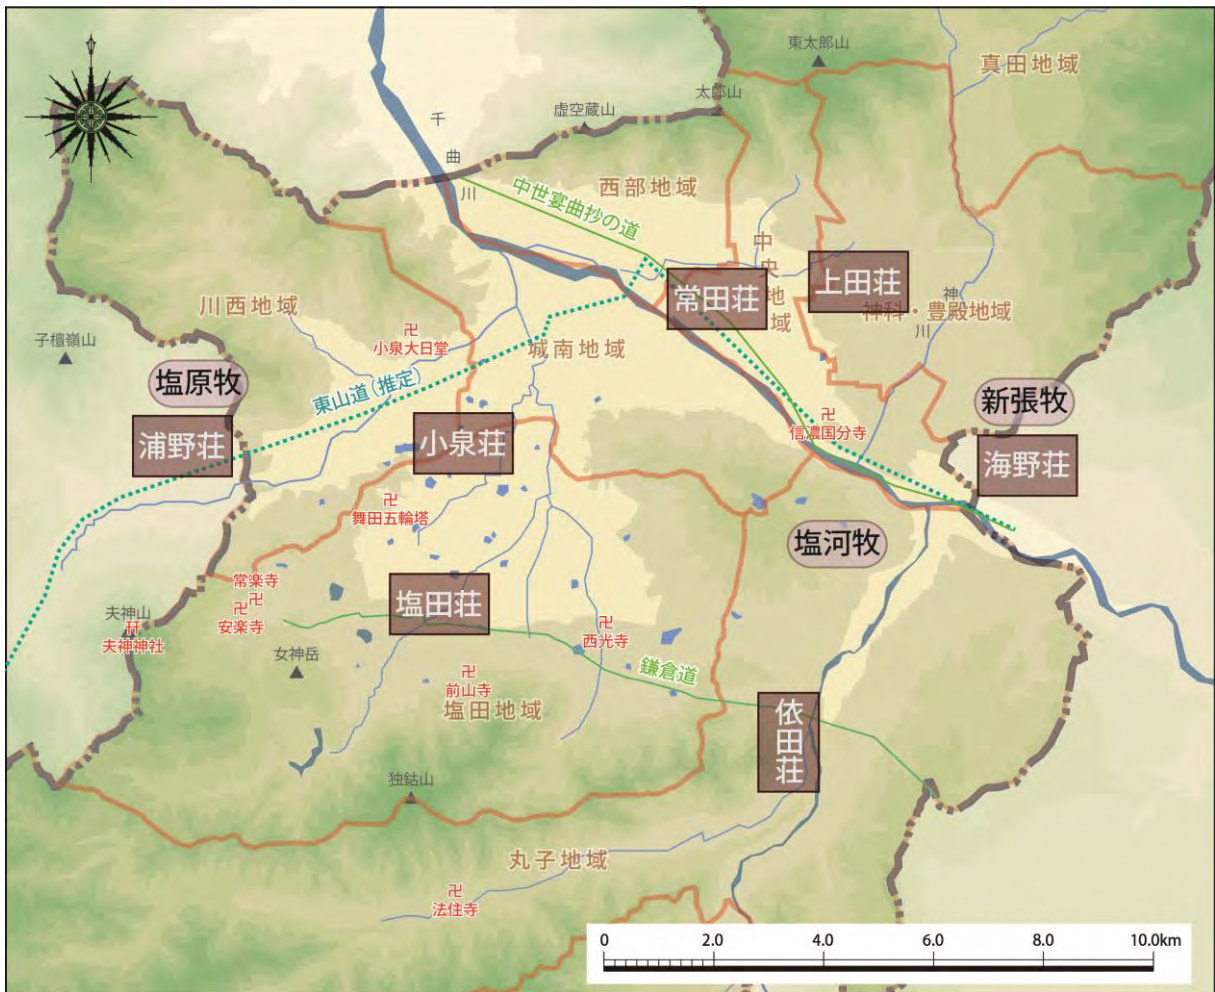 東太郎山
真田地域
太郎山
虚空蔵山
千曲川
西部地域
中世宴曲抄の道
中央地域
上田荘
常田荘
神科・豊殿地域
神川
川西地域
子檀嶺山
小泉大日堂
城南地域
塩原牧
東山道(推定)
新張牧
浦野荘
小泉荘
信濃国分寺
海野荘
舞田五輪塔
塩河牧
常楽寺
安楽寺
塩田荘
夫神山
夫神神社
女神岳
西光寺
鎌倉道
前山寺
塩田地域
依田荘
独鈷山
丸子地域
法住寺
0 2.0 4.0 6.0 8.0 10.0km